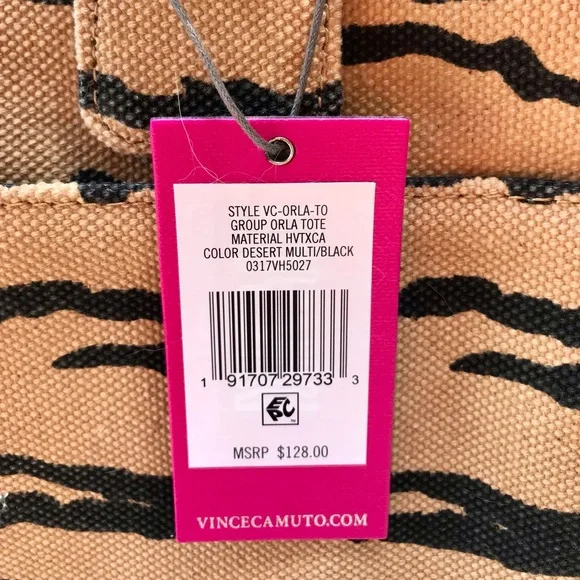 STYLE VC-ORLA-TO
GROUP ORLA TOTE
MATERIAL HVTXCA
COLOR DESERT MULTI/BLACK
0317VH5027
1 91707 29733 3
EPC
MSRP $128.00
VINCECAMUTO.COM